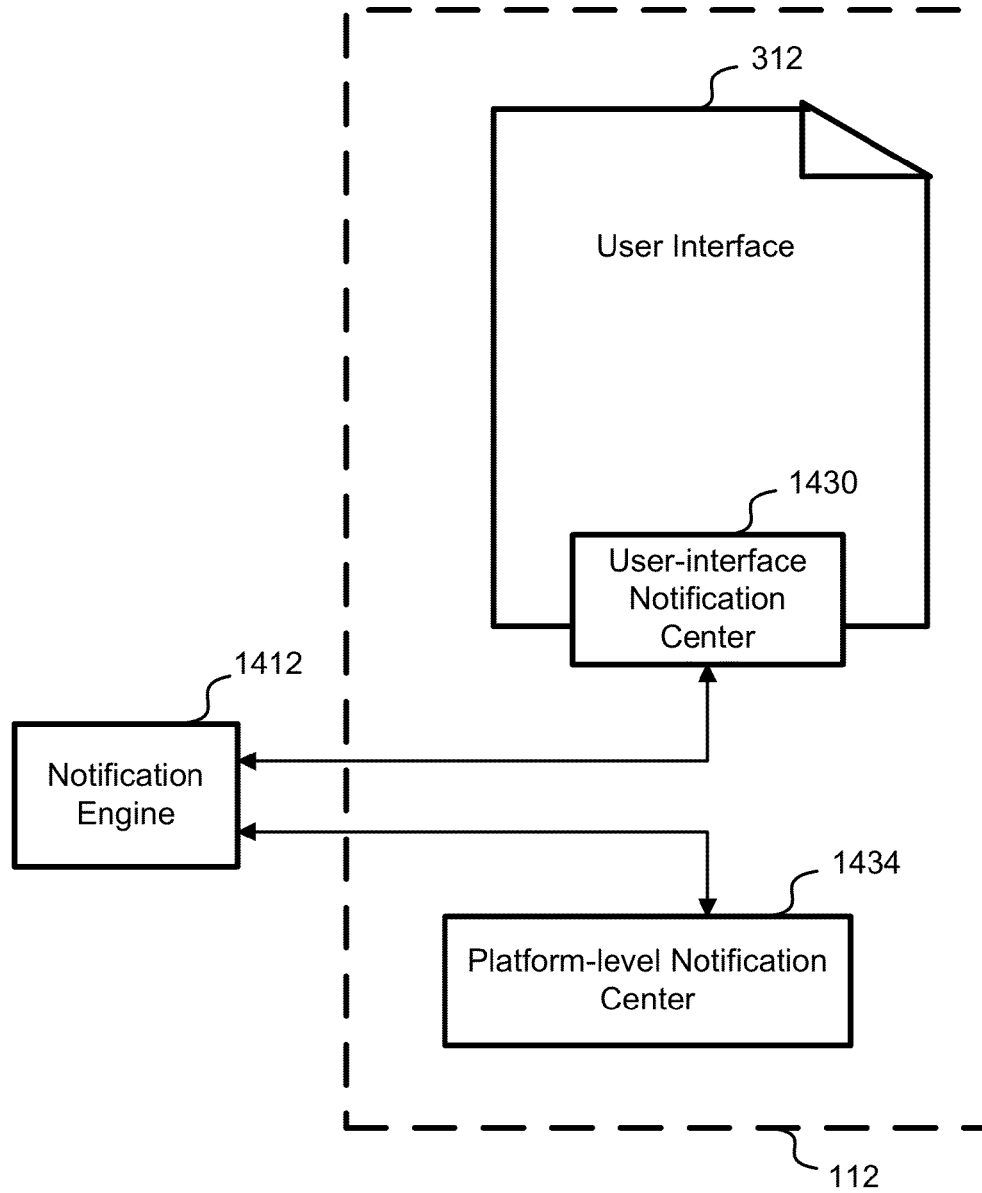 312
User Interface
1430
User-interface
Notification
Center
1412
Notification
Engine
1434
Platform-level Notification
Center
112